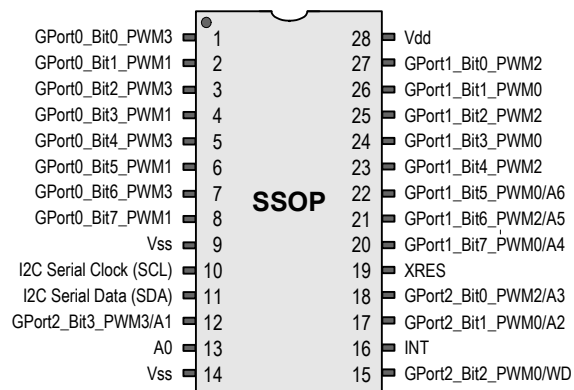 GPort0_Bit0_PWM3 1 28 Vdd
GPort0_Bit1_PWM1 2 27 GPort1_Bit0_PWM2
GPort0_Bit2_PWM3 3 26 GPort1_Bit1_PWM0
GPort0_Bit3_PWM1 4 25 GPort1_Bit2_PWM2
GPort0_Bit4_PWM3 5 24 GPort1_Bit3_PWM0
GPort0_Bit5_PWM1 6 23 GPort1_Bit4_PWM2
GPort0_Bit6_PWM3 7 22 GPort1_Bit5_PWM0/A6
SSOP
GPort0_Bit7_PWM1 8 21 GPort1_Bit6_PWM2/A5
Vss 9 20 GPort1_Bit7_PWM0/A4
I2C Serial Clock (SCL) 10 19 XRES
I2C Serial Data (SDA) 11 18 GPort2_Bit0_PWM2/A3
GPort2_Bit3_PWM3/A1 12 17 GPort2_Bit1_PWM0/A2
A0 13 16 INT
Vss 14 15 GPort2_Bit2_PWM0/WD